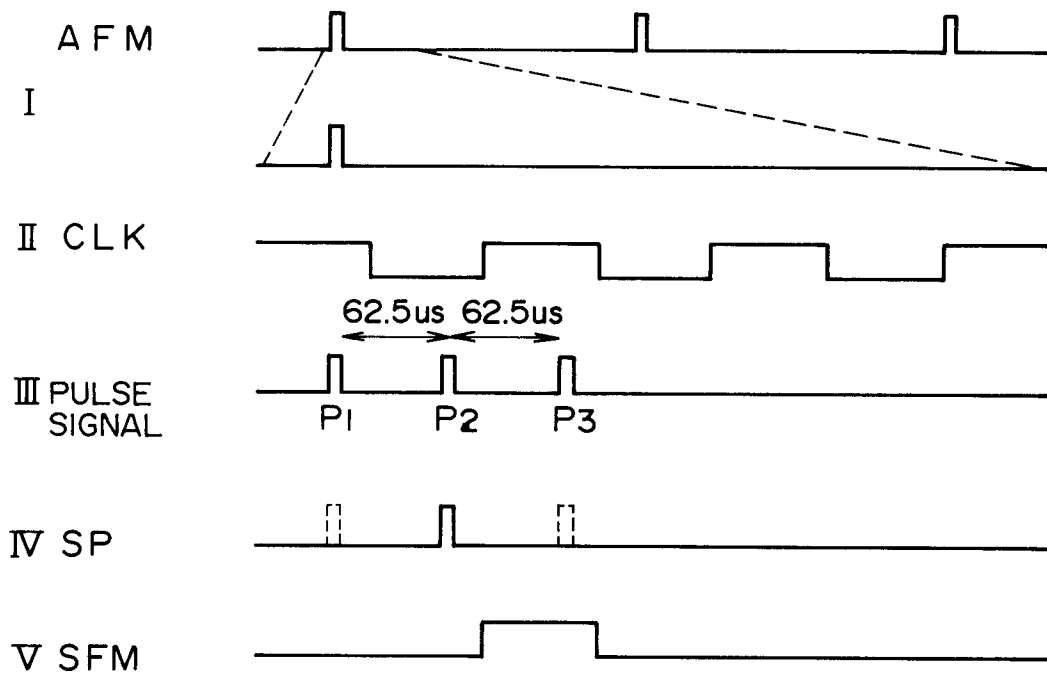 AFM
I
II CLK
62.5us 62.5us
III PULSE
SIGNAL
P1 P2 P3
IV SP
V SFM